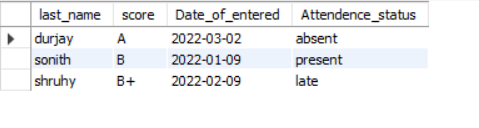 last_name score Date_of_entered Attendence_status
durjay A 2022-03-02 absent
sonith B 2022-01-09 present
shruhy B+ 2022-02-09 late